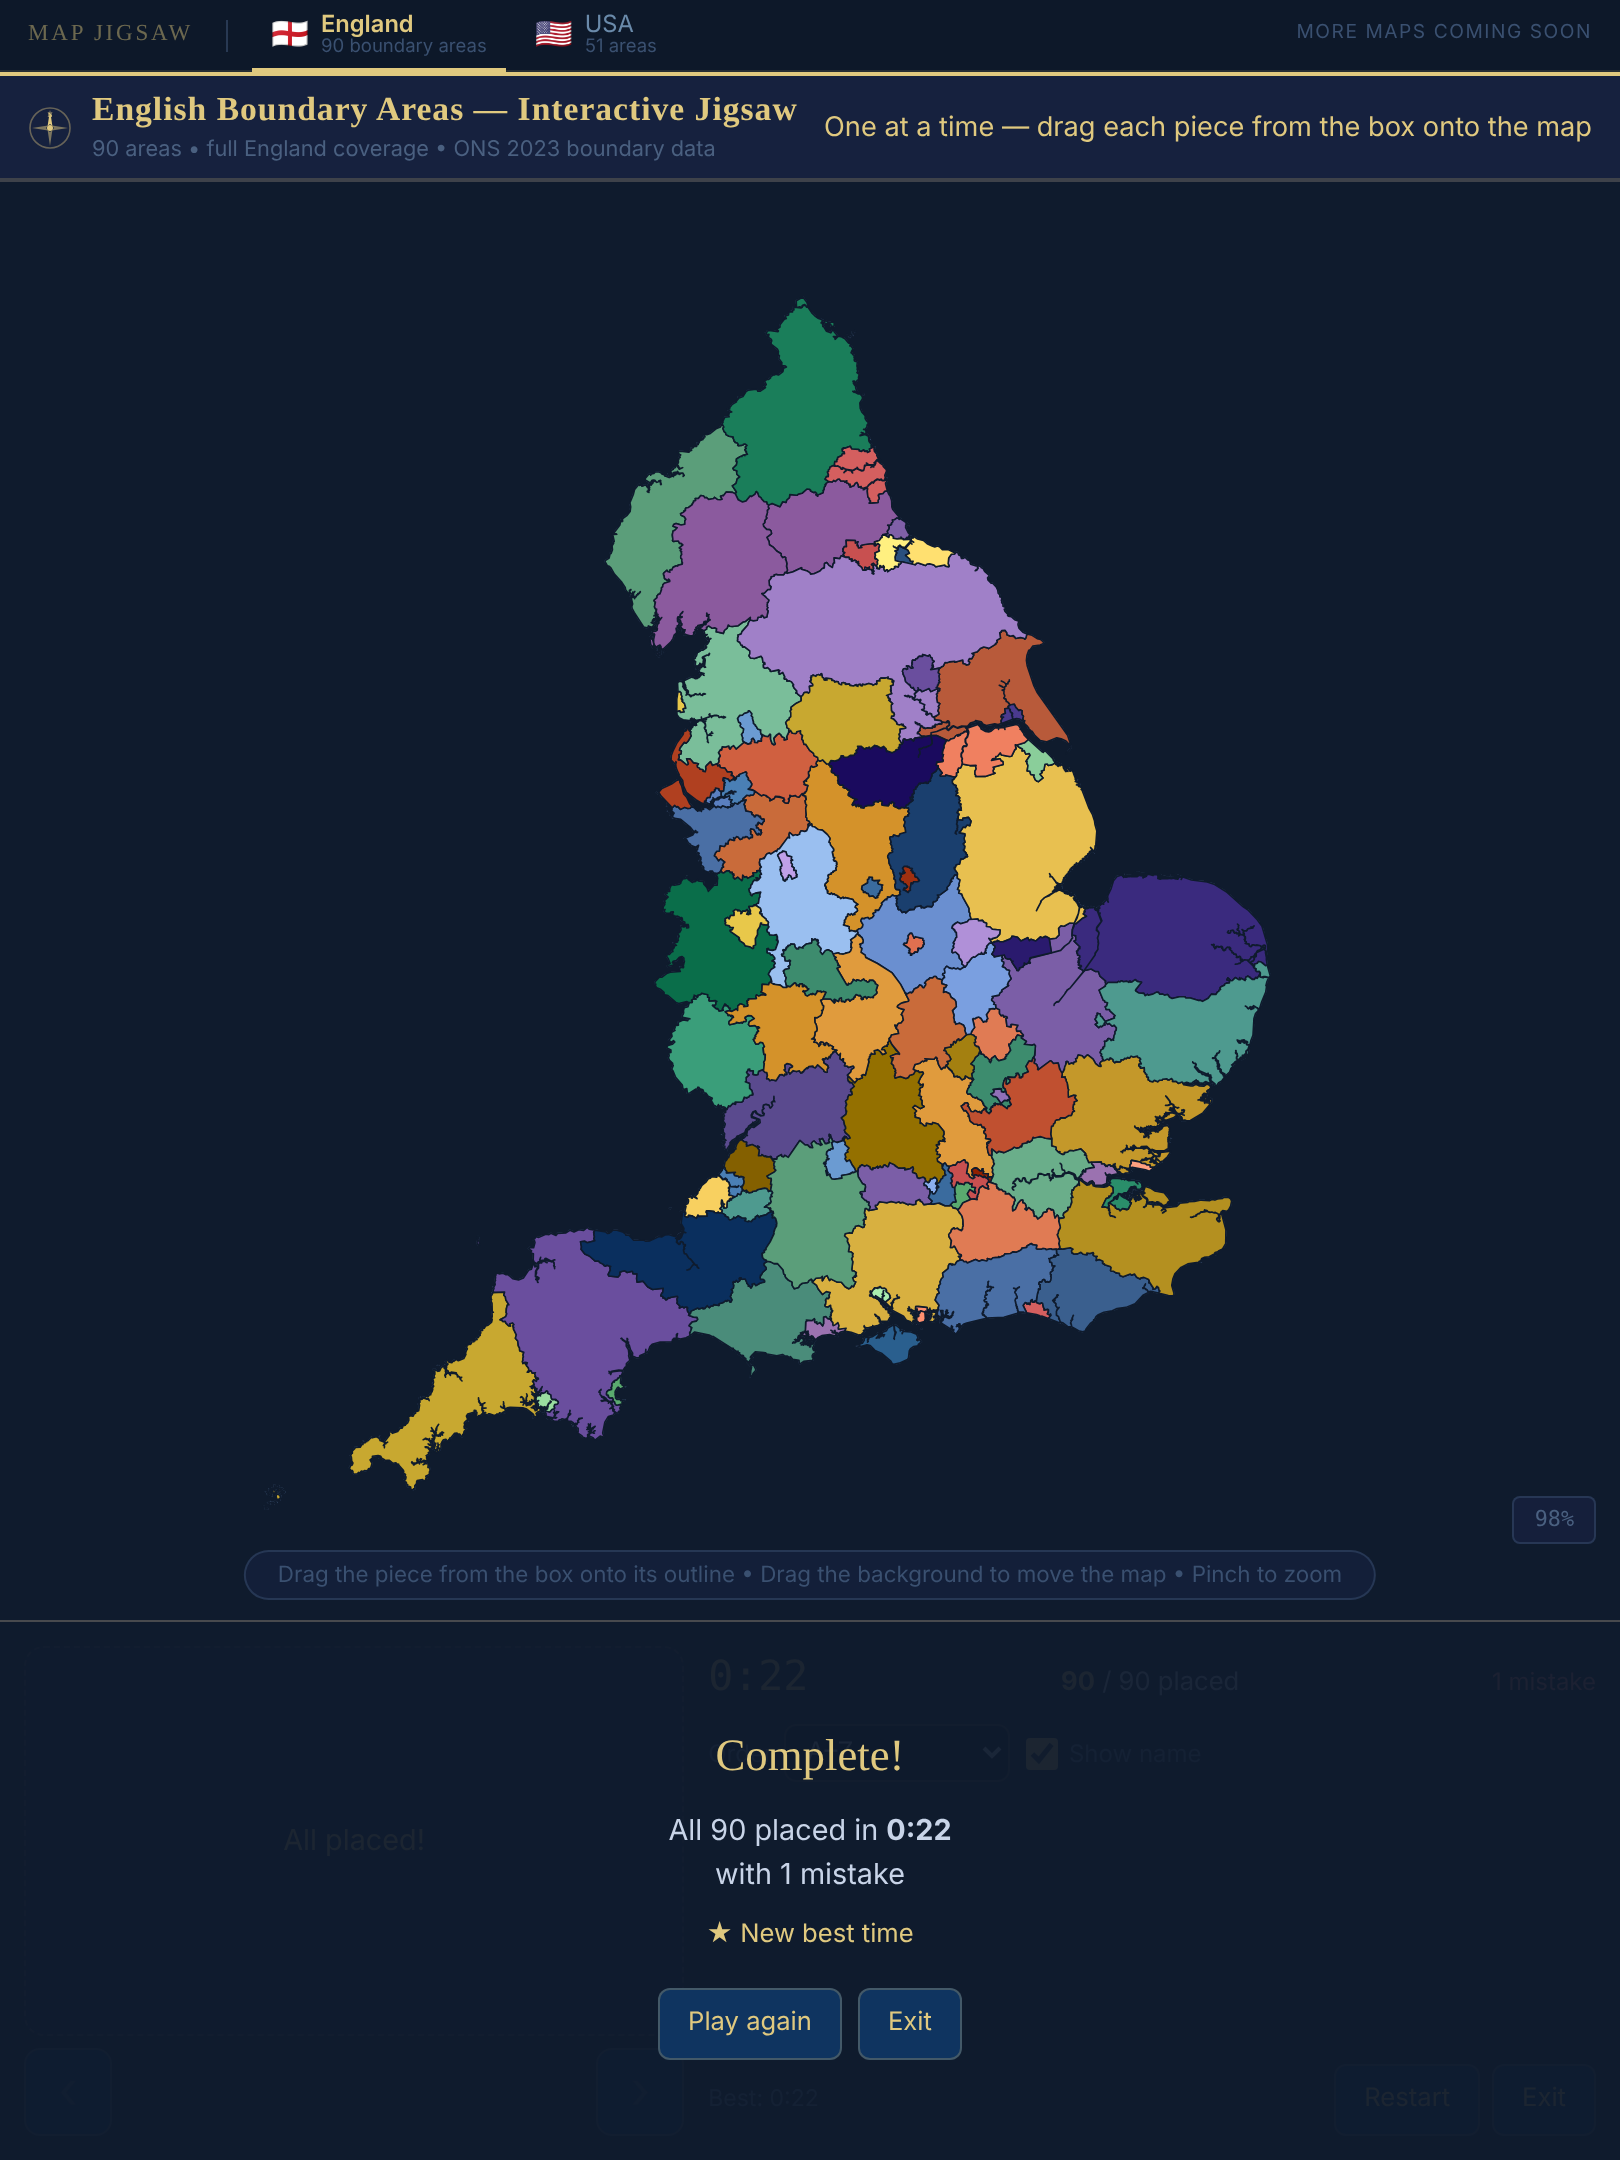 MAP JIGSAW
England
90 boundary areas
USA
51 areas
MORE MAPS COMING SOON
English Boundary Areas — Interactive Jigsaw
90 areas • full England coverage • ONS 2023 boundary data
One at a time — drag each piece from the box onto the map
98%
Drag the piece from the box onto its outline • Drag the background to move the map • Pinch to zoom
0:22
90 / 90 placed
1 mistake
Show name
Complete!
All placed!
All 90 placed in 0:22
with 1 mistake
★ New best time
Play again
Exit
Best: 0:22
Restart
Exit